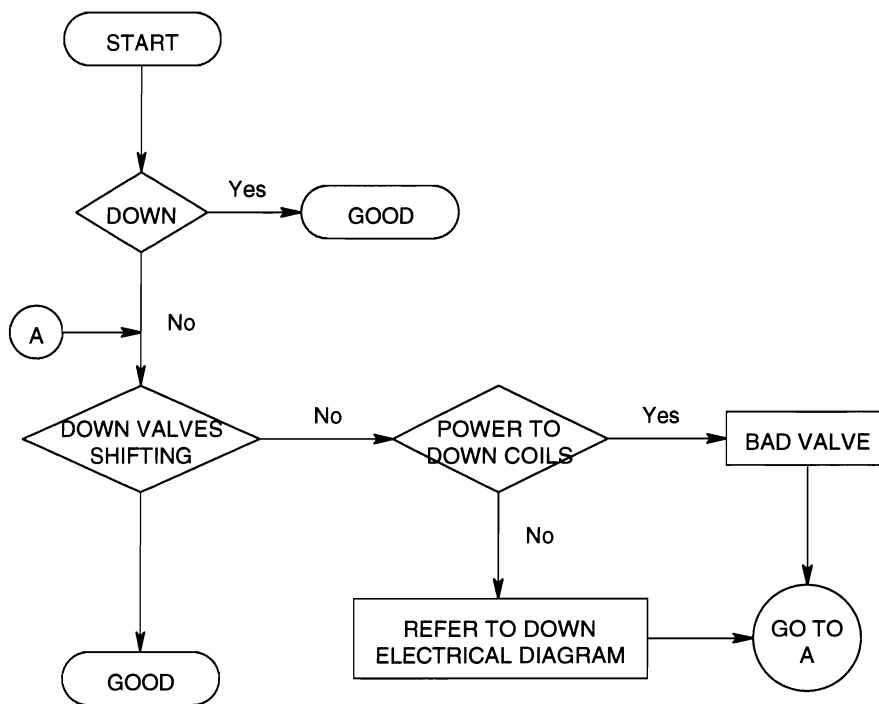 START
Yes
DOWN
GOOD
No
A
DOWN VALVES
SHIFTING
No
POWER TO
DOWN COILS
Yes
BAD VALVE
No
REFER TO DOWN
ELECTRICAL DIAGRAM
GO TO
A
GOOD